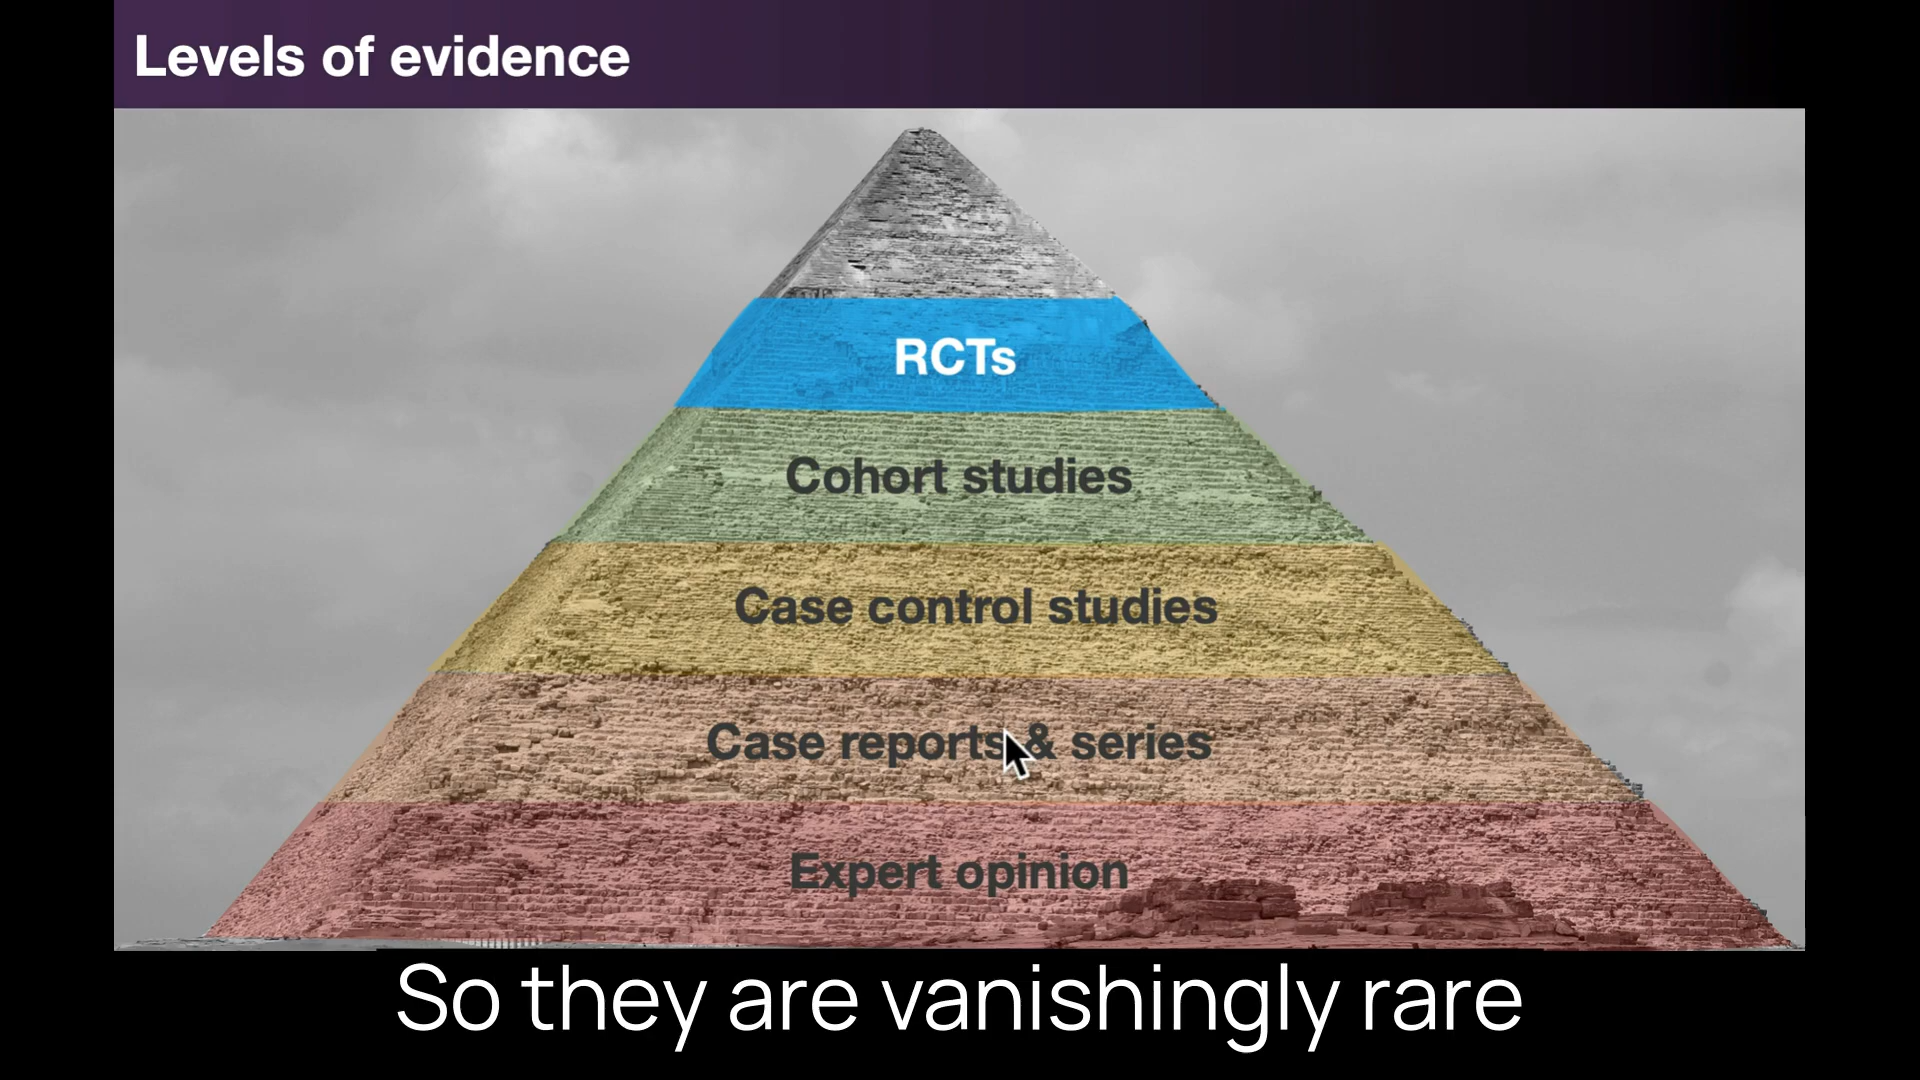 Levels of evidence
RCTs
Cohort studies
Case control studies
Case reports & series
Expert opinion
So they are vanishingly rare